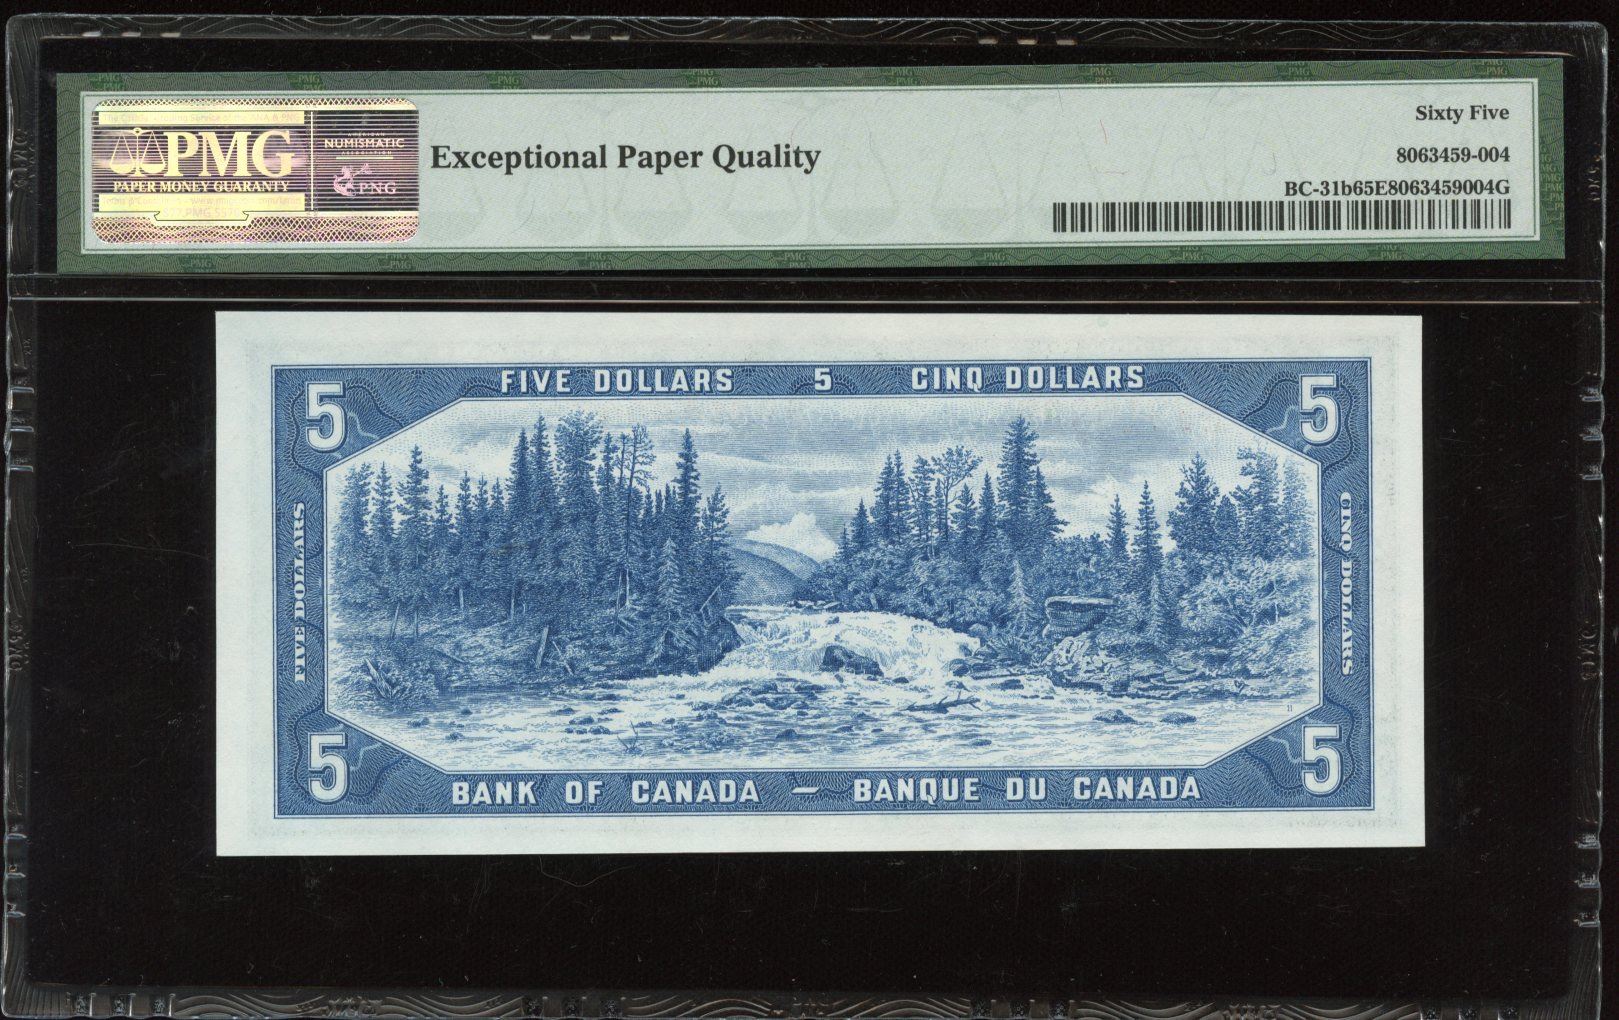 PMG
PAPER MONEY GUARANTY
AMERICAN
NUMISMATIC
ASSOCIATION
PNG
Exceptional Paper Quality
Sixty Five
8063459-004
BC-31b65E8063459004G
FIVE DOLLARS 5 CINQ DOLLARS
5
5
FIVE DOLLARS
CINQ DOLLARS
11
5
5
BANK OF CANADA — BANQUE DU CANADA